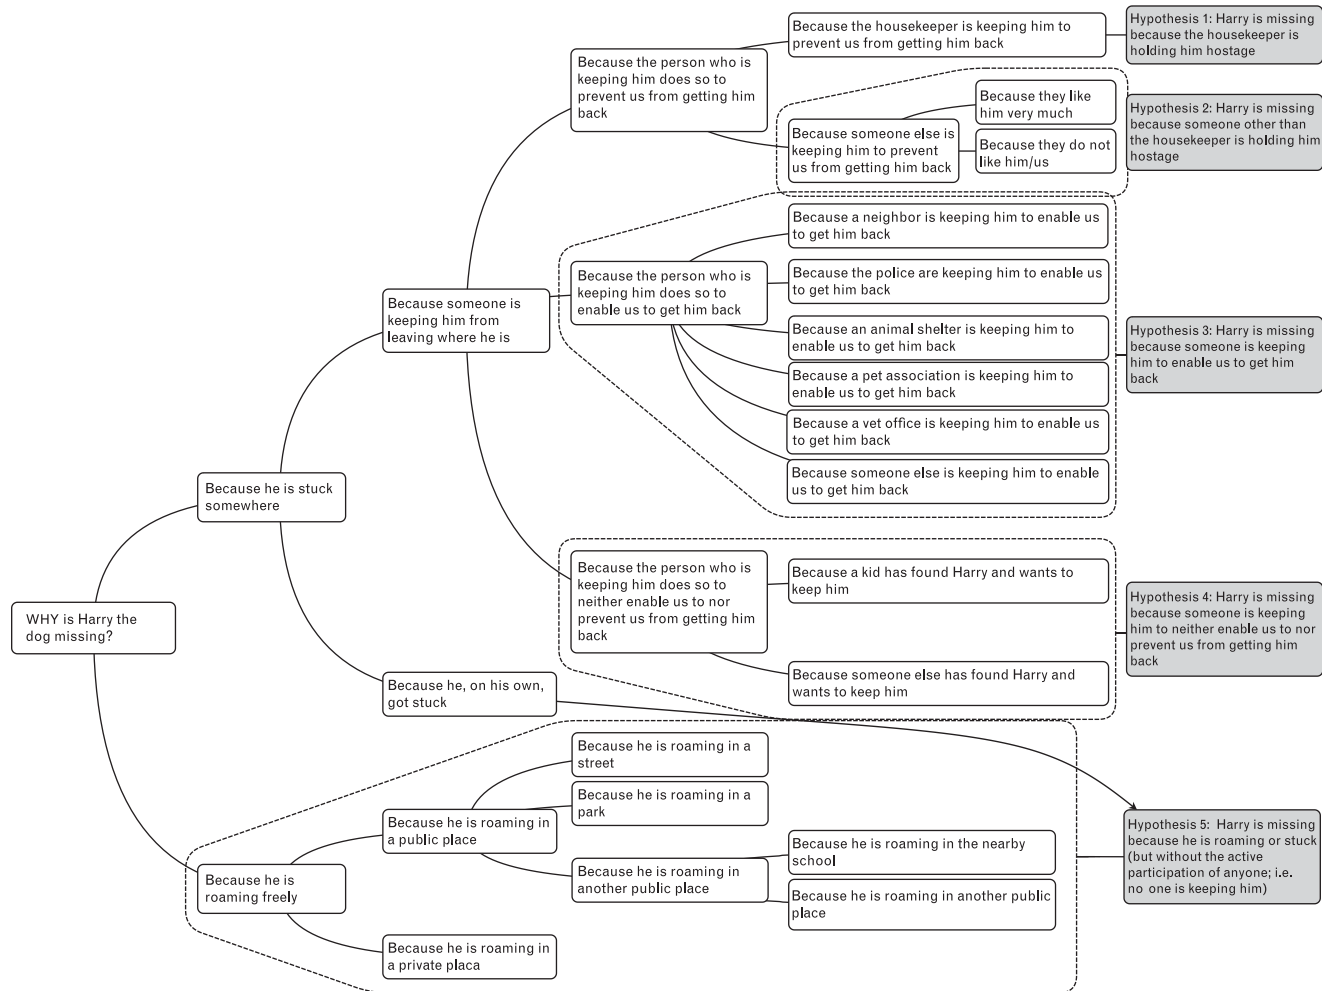 Because the housekeeper is keeping him to
prevent us from getting him back
Hypothesis 1: Harry is missing
because the housekeeper is
holding him hostage
Because the person who is
keeping him does so to
prevent us from getting him
back
Because they like
him very much
Because someone else is
keeping him to prevent
us from getting him back
Because they do not
like him/us
Hypothesis 2: Harry is missing
because someone other than
the housekeeper is holding him
hostage
Because a neighbor is keeping him to enable us
to get him back
Because the person who is
keeping him does so to
enable us to get him back
Because the police are keeping him to enable us
to get him back
Because someone is
keeping him from
leaving where he is
Because an animal shelter is keeping him to
enable us to get him back
Hypothesis 3: Harry is missing
because someone is keeping
him to enable us to get him
back
Because a pet association is keeping him to
enable us to get him back
Because a vet office is keeping him to enable us
to get him back
Because someone else is keeping him to enable
us to get him back
Because he is stuck
somewhere
Because the person who is
keeping him does so to
neither enable us to nor
prevent us from getting him
back
Because a kid has found Harry and wants to
keep him
Hypothesis 4: Harry is missing
because someone is keeping
him to neither enable us to nor
prevent us from getting him
back
WHY is Harry the
dog missing?
Because someone else has found Harry and
wants to keep him
Because he, on his own,
got stuck
Because he is roaming in a
street
Because he is roaming in a
park
Because he is roaming in
a public place
Because he is roaming in the nearby
school
Hypothesis 5: Harry is missing
because he is roaming or stuck
(but without the active
participation of anyone; i.e.
no one is keeping him)
Because he is
roaming freely
Because he is roaming in
another public place
Because he is roaming in another public
place
Because he is roaming in
a private placa